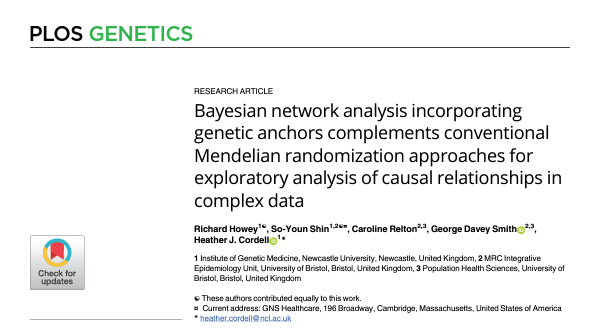 PLOS GENETICS
RESEARCH ARTICLE
Bayesian network analysis incorporating
genetic anchors complements conventional
Mendelian randomization approaches for
exploratory analysis of causal relationships in
complex data
Richard Howey1☯, So-Youn Shin1,2☯¤, Caroline Relton2,3, George Davey Smith2,3,
Heather J. Cordell1*
1 Institute of Genetic Medicine, Newcastle University, Newcastle, United Kingdom, 2 MRC Integrative
Epidemiology Unit, University of Bristol, Bristol, United Kingdom, 3 Population Health Sciences, University of
Bristol, Bristol, United Kingdom
☯ These authors contributed equally to this work.
¤ Current address: GNS Healthcare, 196 Broadway, Cambridge, Massachusetts, United States of America
* heather.cordell@ncl.ac.uk
Check for
updates